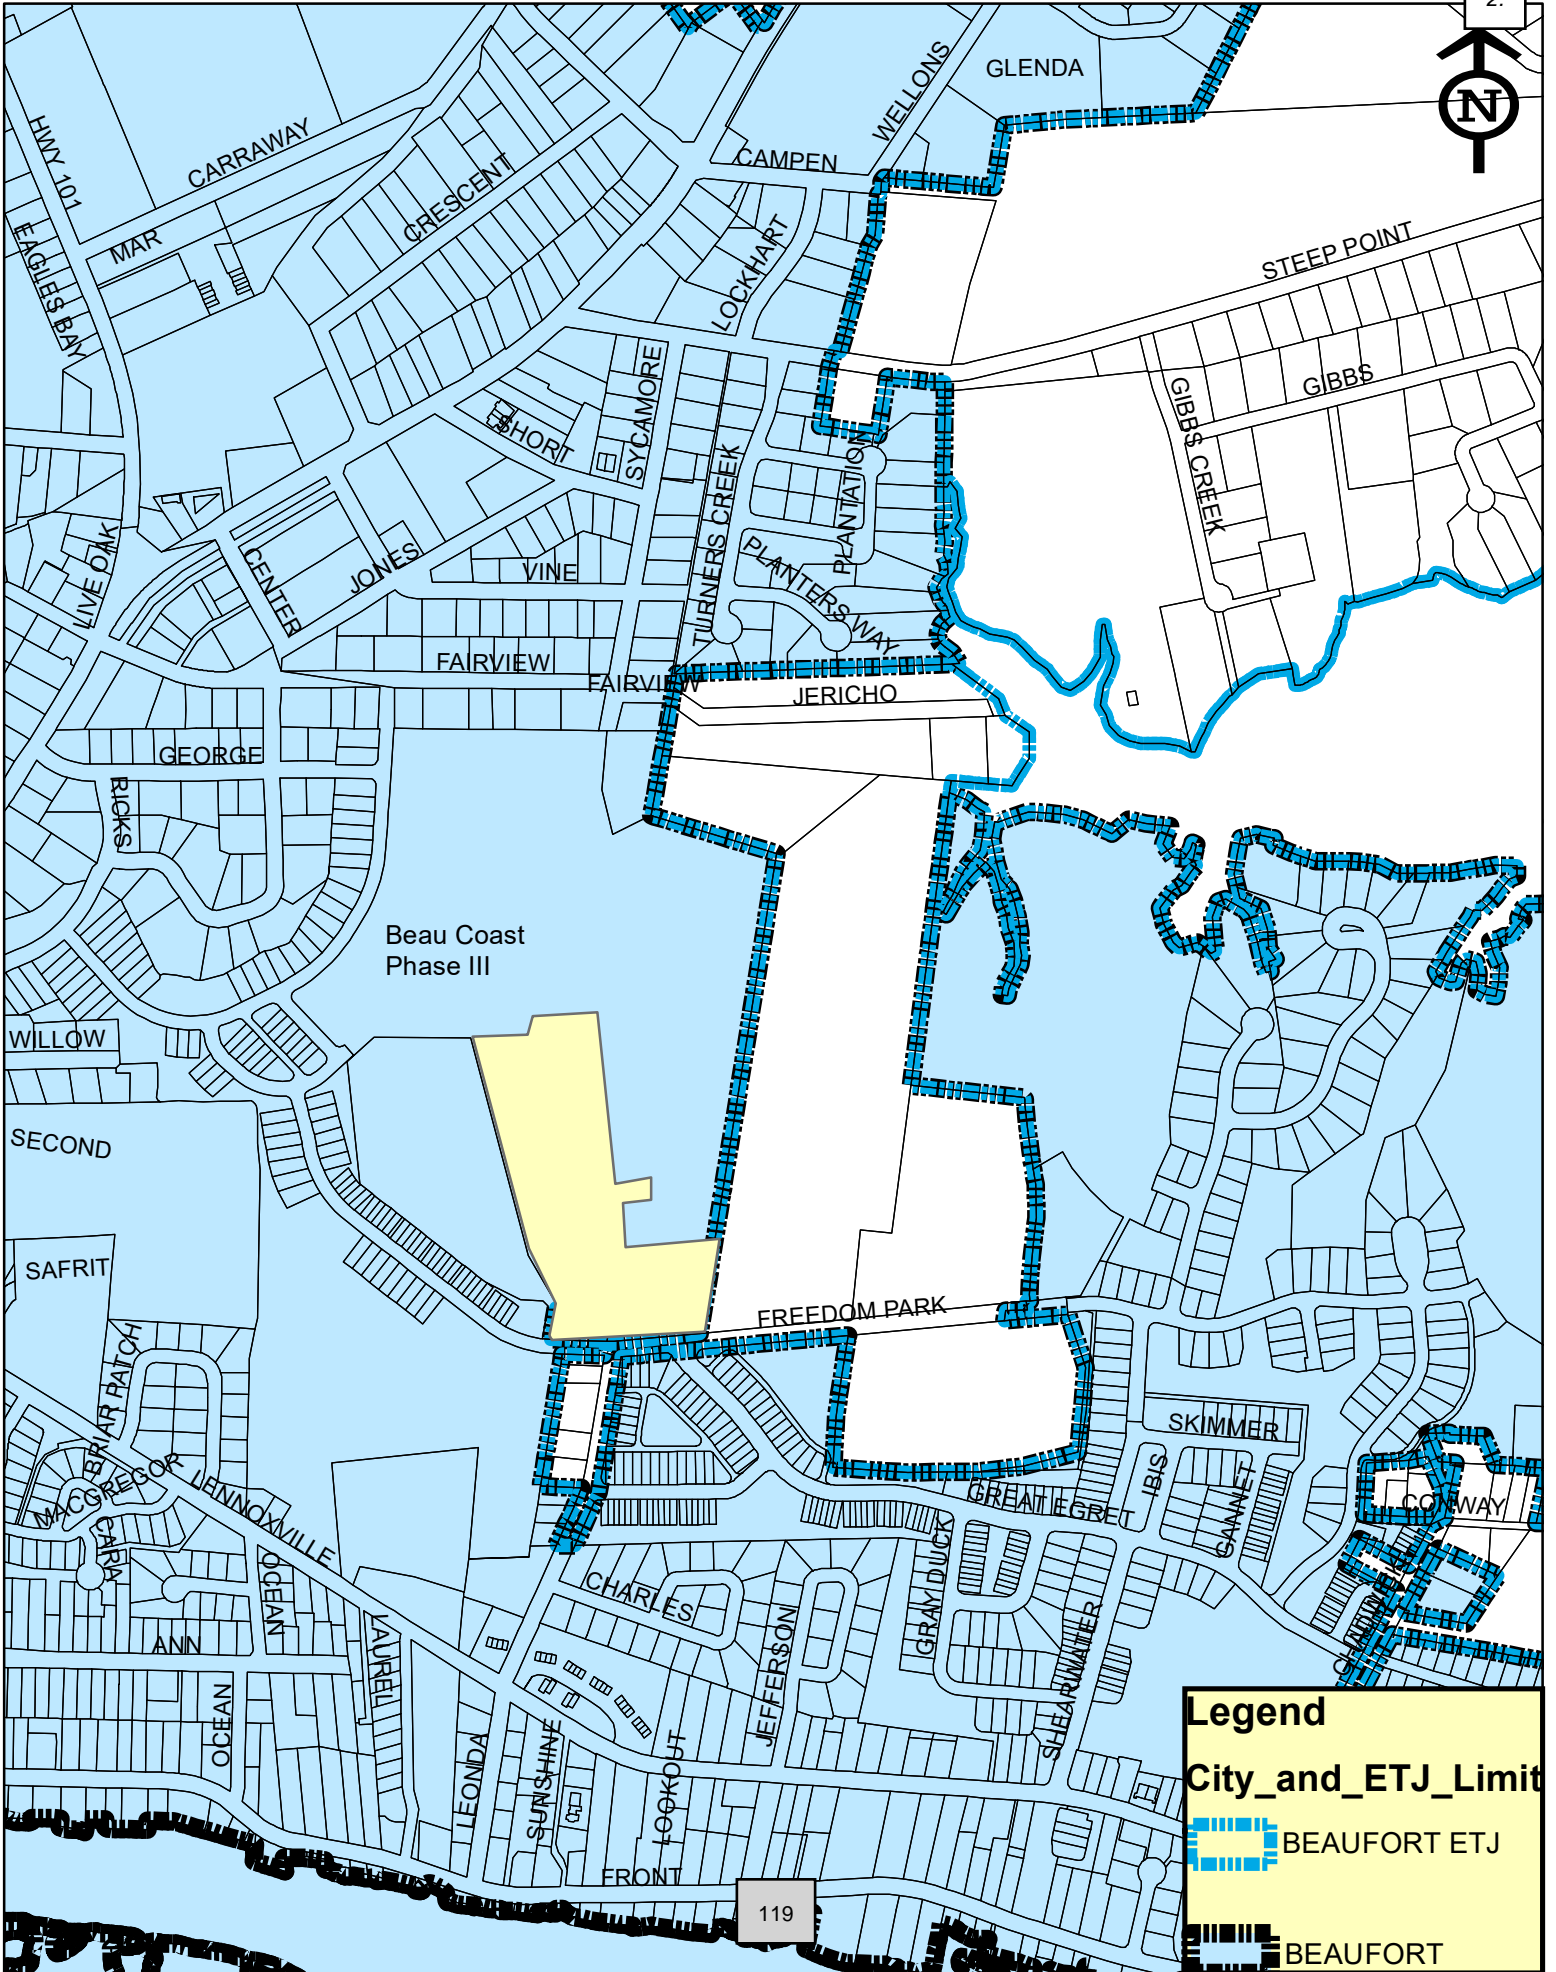 2.
GLENDA
WELLONS
N
HWY 101
CARRAWAY
CAMPEN
CRESCENT
MAR
EAGLES BAY
LOCKHART
STEEP POINT
SYCAMORE
GIBBS
GIBBS CREEK
SHORT
TURNERS CREEK
PLANTATION
LIVE OAK
CENTER
JONES
VINE
PLANTERS WAY
FAIRVIEW
FAIRVIEW
JERICHO
GEORGE
RICKS
Beau Coast
Phase III
WILLOW
SECOND
SAFRIT
FREEDOM PARK
BRIAR PATCH
SKIMMER
MACGREGOR
LENNOXVILLE
IBIS
GANNET
CONWAY
GREAT EGRET
CARA
OCEAN
CHARLES
GRAY DUCK
ANN
LAUREL
JEFFERSON
SHEARWATER
OCEAN
LEONDA
SUNSHINE
LOOKOUT
FRONT
119
Legend
City_and_ETJ_Limit
BEAUFORT ETJ
BEAUFORT